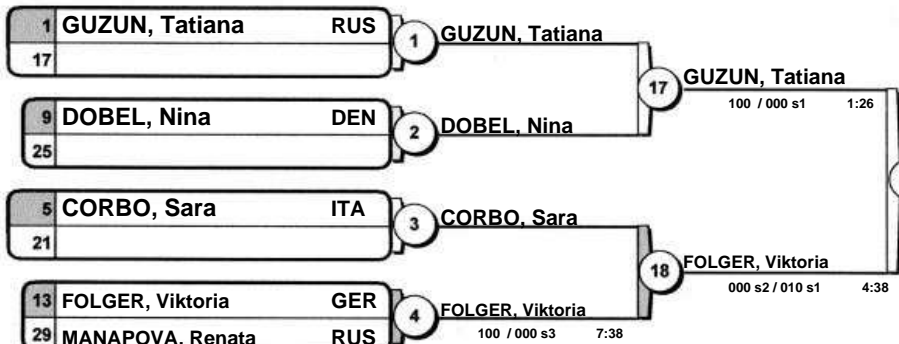 1 GUZUN, Tatiana RUS
17
1 GUZUN, Tatiana
9 DOBEL, Nina DEN
25
2 DOBEL, Nina
17 GUZUN, Tatiana
100 / 000 s1 1:26
5 CORBO, Sara ITA
21
3 CORBO, Sara
13 FOLGER, Viktoria GER
29 MANAPOVA, Renata RUS
4 FOLGER, Viktoria
100 / 000 s3 7:38
18 FOLGER, Viktoria
000 s2 / 010 s1 4:38